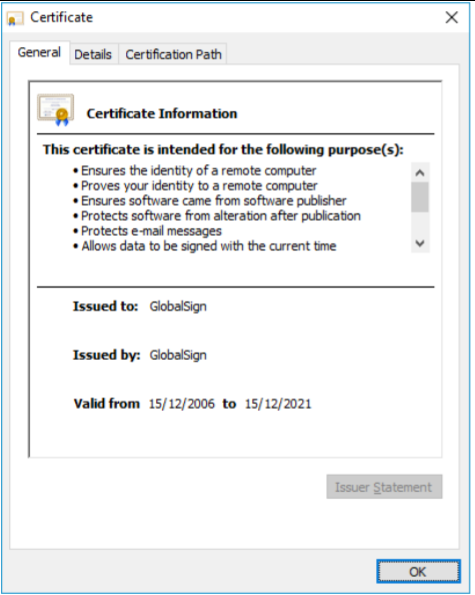 Certificate
General Details Certification Path
Certificate Information
This certificate is intended for the following purpose(s):
• Ensures the identity of a remote computer
• Proves your identity to a remote computer
• Ensures software came from software publisher
• Protects software from alteration after publication
• Protects e-mail messages
• Allows data to be signed with the current time
Issued to: GlobalSign
Issued by: GlobalSign
Valid from 15/12/2006 to 15/12/2021
Issuer Statement
OK